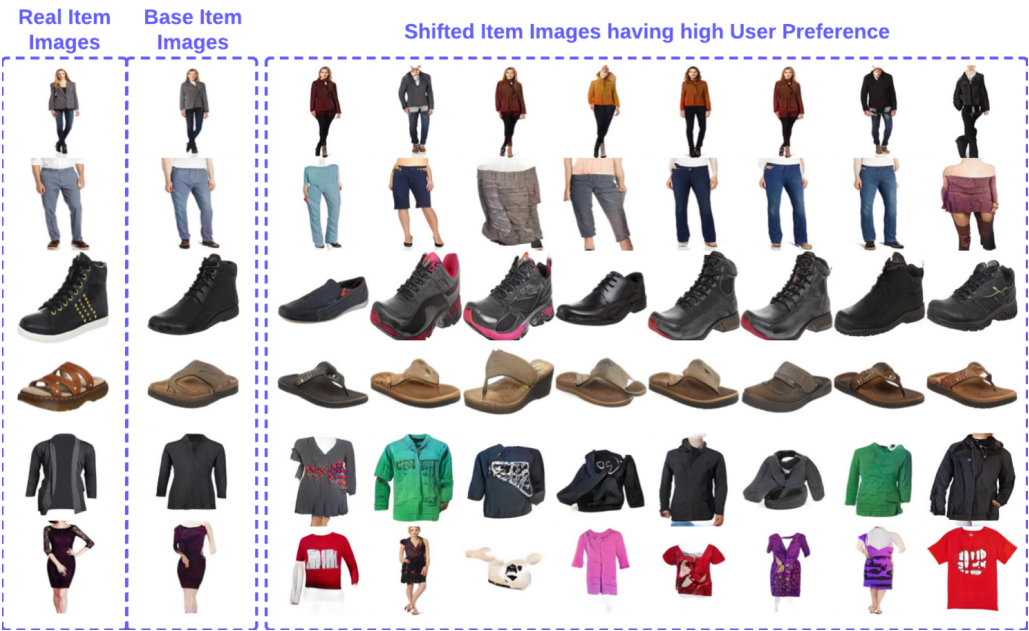 Real Item
Images
Base Item
Images
Shifted Item Images having high User Preference